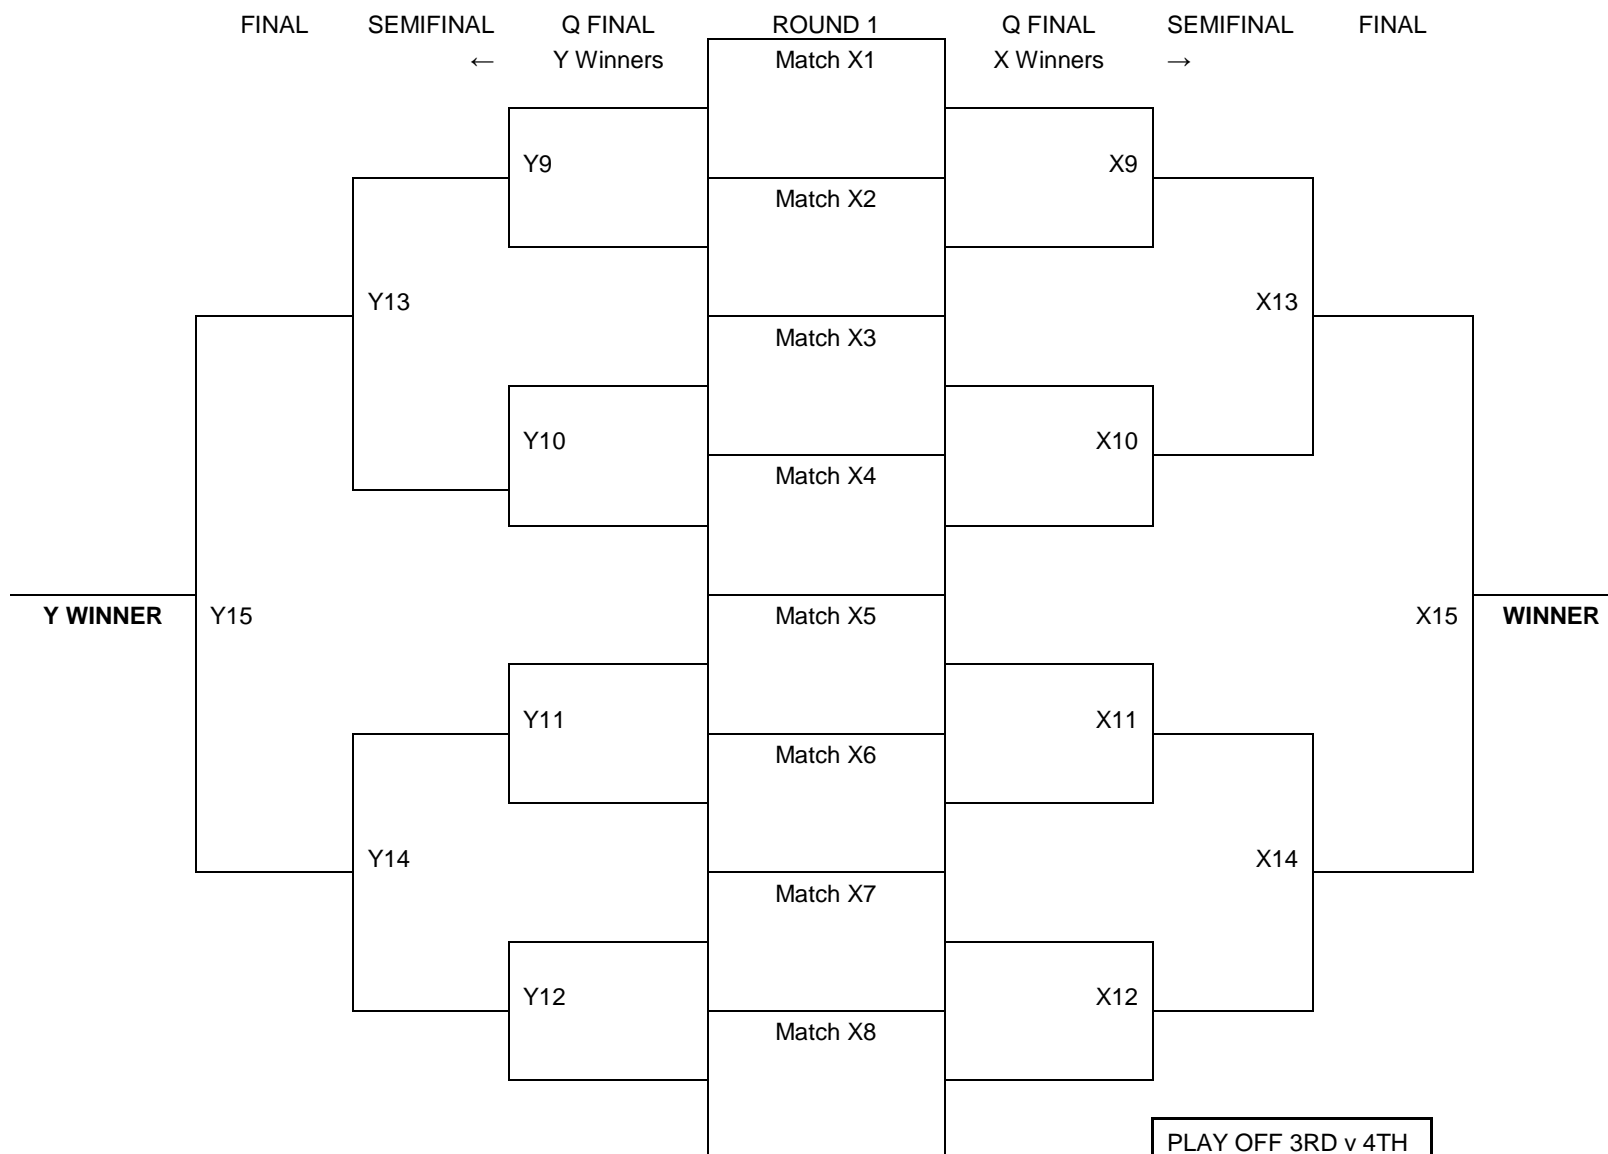 FINAL SEMIFINAL Q FINAL ROUND 1 Q FINAL SEMIFINAL FINAL
← Y Winners Match X1 X Winners →
Y9 X9
Match X2
Y13 X13
Match X3
Y10 X10
Match X4
Y WINNER Y15 Match X5 X15 WINNER
Y11 X11
Match X6
Y14 X14
Match X7
Y12 X12
Match X8
PLAY OFF 3RD v 4TH